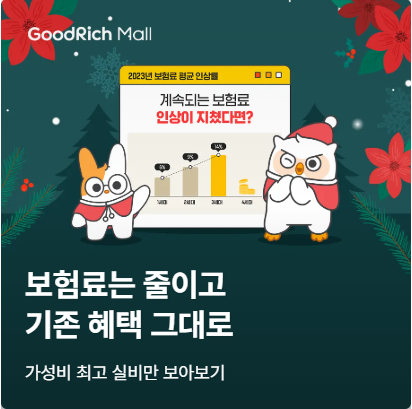 GoodRich Mall
2023년 보험료 평균 인상률
계속되는 보험료
인상이 지쳤다면?
6% 9% 14%
1세대 2세대 3세대 4세대
보험료는 줄이고
기존 혜택 그대로
가성비 최고 실비만 보아보기